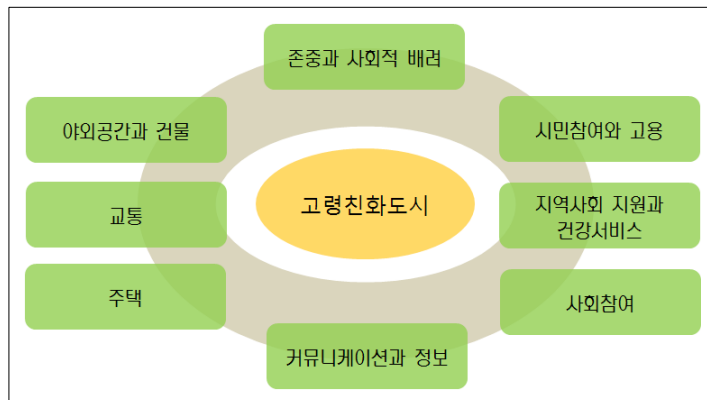 존중과 사회적 배려
야외공간과 건물
시민참여와 고용
고령친화도시
교통
지역사회 지원과
건강서비스
주택
사회참여
커뮤니케이션과 정보